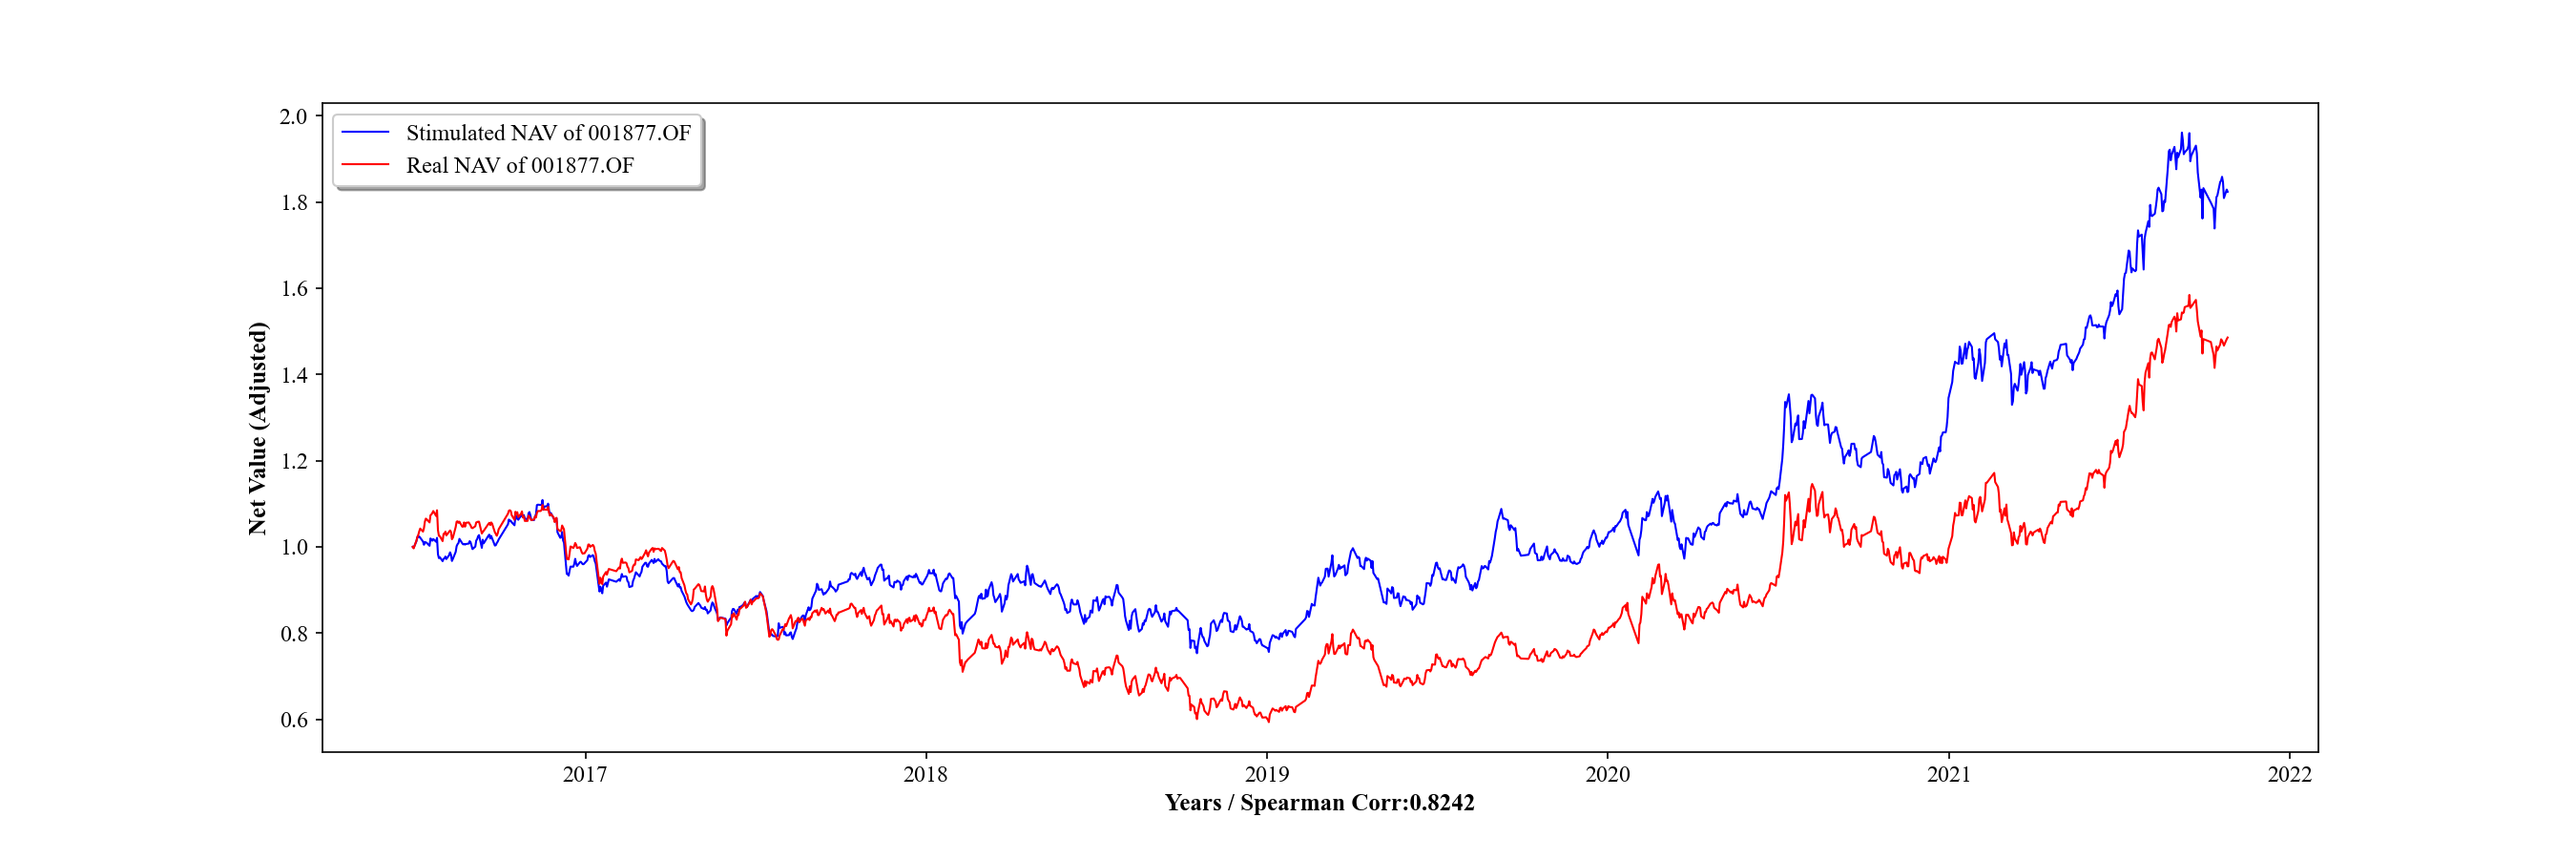 Stimulated NAV of 001877.OF
Real NAV of 001877.OF
Net Value (Adjusted)
2.0
1.8
1.6
1.4
1.2
1.0
0.8
0.6
2017 2018 2019 2020 2021 2022
Years / Spearman Corr:0.8242